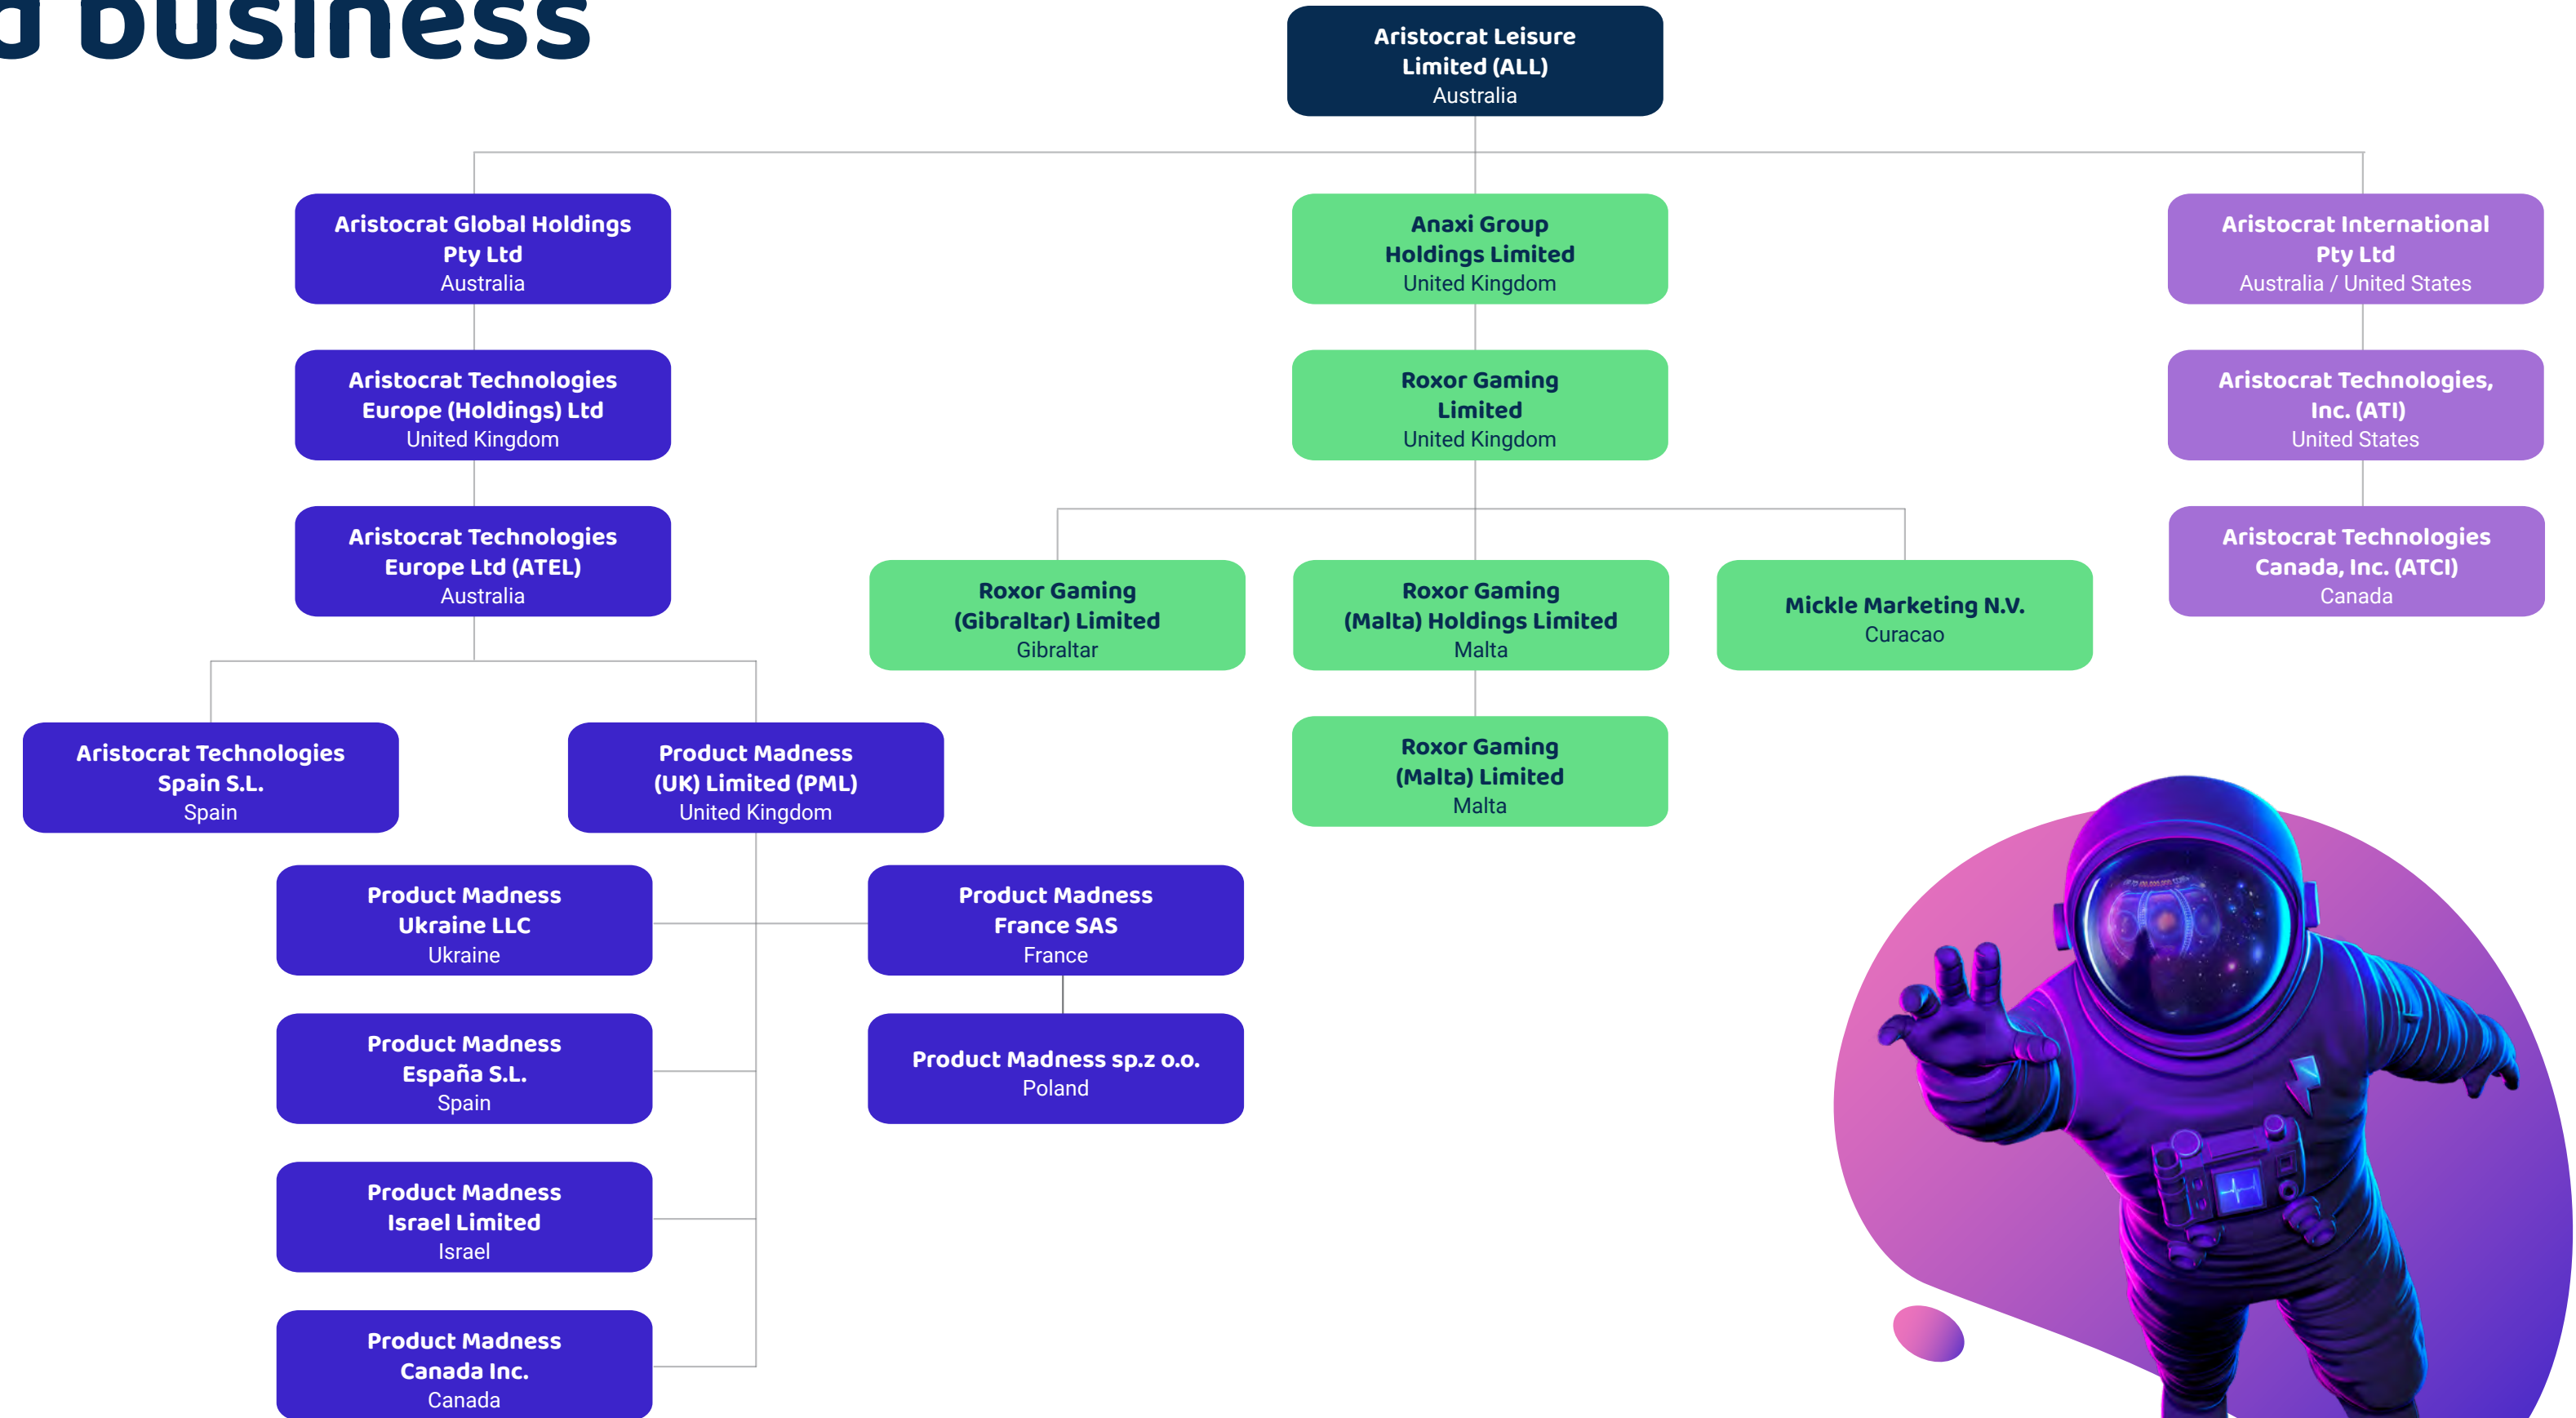 business
Aristocrat Leisure
Limited (ALL)
Australia
Aristocrat Global Holdings
Pty Ltd
Australia
Anaxi Group
Holdings Limited
United Kingdom
Aristocrat International
Pty Ltd
Australia / United States
Aristocrat Technologies
Europe (Holdings) Ltd
United Kingdom
Roxor Gaming
Limited
United Kingdom
Aristocrat Technologies,
Inc. (ATI)
United States
Aristocrat Technologies
Europe Ltd (ATEL)
Australia
Aristocrat Technologies
Canada, Inc. (ATCI)
Canada
Roxor Gaming
(Gibraltar) Limited
Gibraltar
Roxor Gaming
(Malta) Holdings Limited
Malta
Mickle Marketing N.V.
Curacao
Aristocrat Technologies
Spain S.L.
Spain
Product Madness
(UK) Limited (PML)
United Kingdom
Roxor Gaming
(Malta) Limited
Malta
Product Madness
Ukraine LLC
Ukraine
Product Madness
France SAS
France
Product Madness
España S.L.
Spain
Product Madness sp.z o.o.
Poland
Product Madness
Israel Limited
Israel
Product Madness
Canada Inc.
Canada